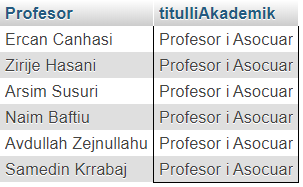 Profesor titulliAkademik
Ercan Canhasi Profesor i Asocuar
Zirije Hasani Profesor i Asocuar
Arsim Susuri Profesor i Asocuar
Naim Baftiu Profesor i Asocuar
Avdullah Zejnullahu Profesor i Asocuar
Samedin Krrabaj Profesor i Asocuar